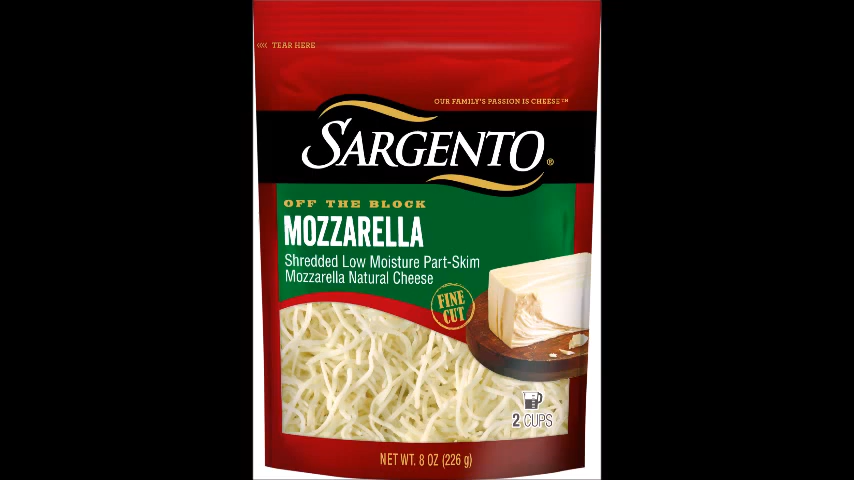 <<< TEAR HERE
OUR FAMILY'S PASSION IS CHEESE™
SARGENTO®
OFF THE BLOCK
MOZZARELLA
Shredded Low Moisture Part-Skim
Mozzarella Natural Cheese
FINE
CUT
2 CUPS
NET WT. 8 OZ (226 g)